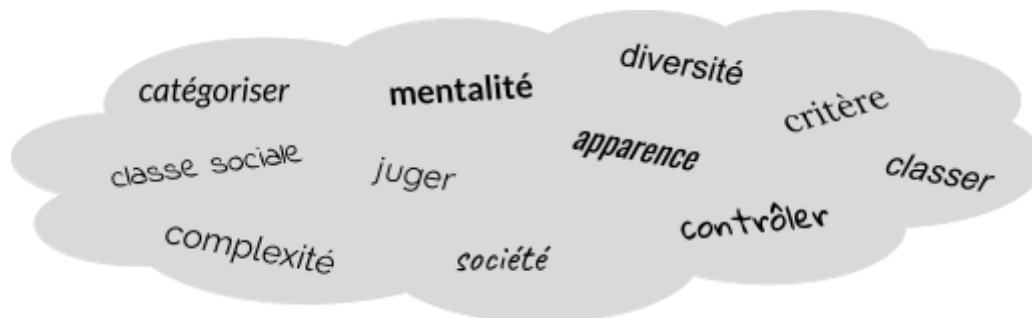 catégoriser
mentalité
diversité
critère
classe sociale
juger
apparence
classer
complexité
société
contrôler